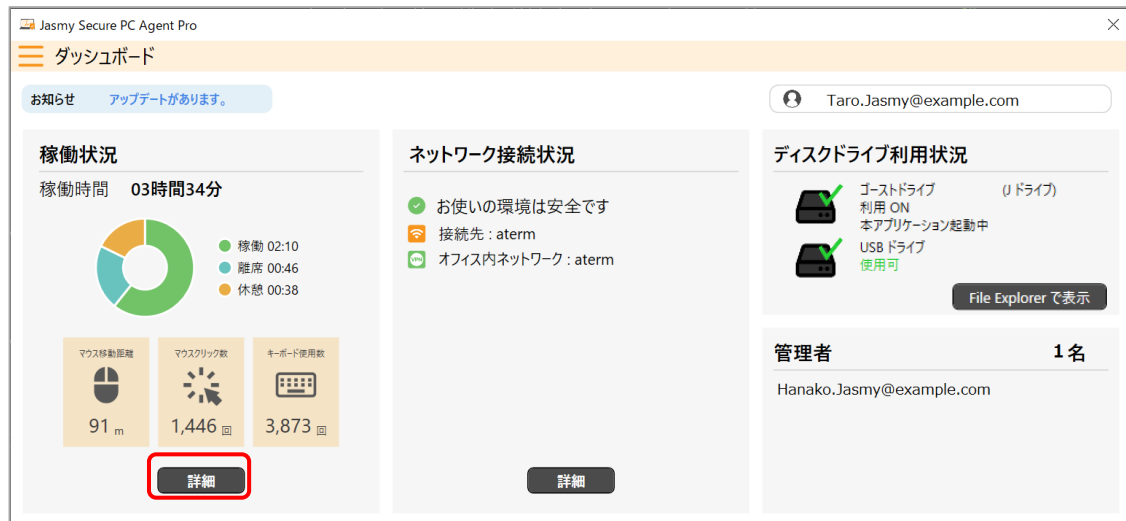 Jasmy Secure PC Agent Pro
ダッシュボード
お知らせ アップデートがあります。
Taro.Jasmy@example.com
稼働状況
稼働時間 03時間34分
稼働 02:10
離席 00:46
休憩 00:38
マウス移動距離 マウスクリック数 キーボード使用数
91 m 1,446 回 3,873 回
詳細
ネットワーク接続状況
お使いの環境は安全です
接続先 : aterm
VPN オフィス内ネットワーク : aterm
詳細
ディスクドライブ利用状況
ゴーストドライブ (J ドライブ)
利用 ON
本アプリケーション起動中
USB ドライブ
使用可
File Explorer で表示
管理者 1 名
Hanako.Jasmy@example.com